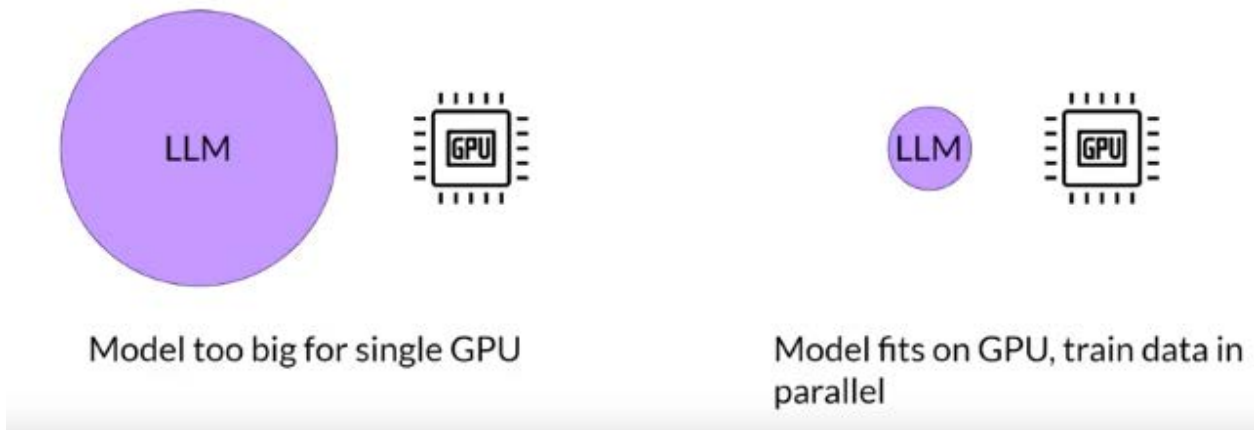 LLM
GPU
LLM
GPU
Model too big for single GPU
Model fits on GPU, train data in
parallel